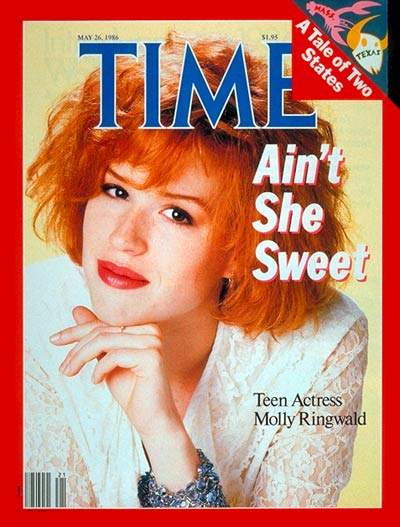 MAY 26, 1986
$1.95
TIME
MASS.
TEXAS
A Tale of Two
States
Ain't
She
Sweet
Teen Actress
Molly Ringwald
21